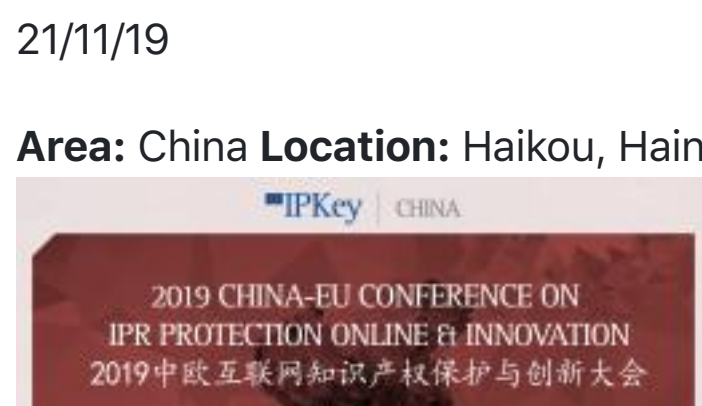 21/11/19
Area: China Location: Haikou, Hain
IPKey | CHINA
2019 CHINA-EU CONFERENCE ON
IPR PROTECTION ONLINE & INNOVATION
2019中欧互联网知识产权保护与创新大会